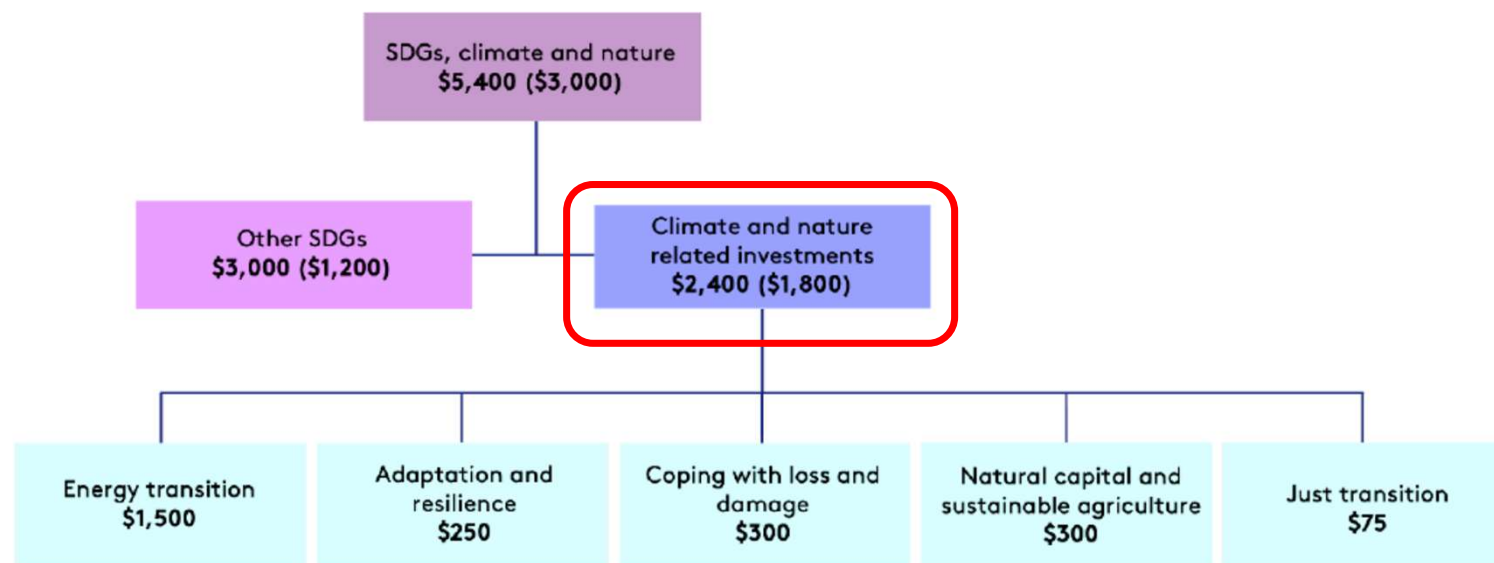 SDGs, climate and nature
$5,400 ($3,000)
Other SDGs
$3,000 ($1,200)
Climate and nature
related investments
$2,400 ($1,800)
Energy transition
$1,500
Adaptation and
resilience
$250
Coping with loss and
damage
$300
Natural capital and
sustainable agriculture
$300
Just transition
$75